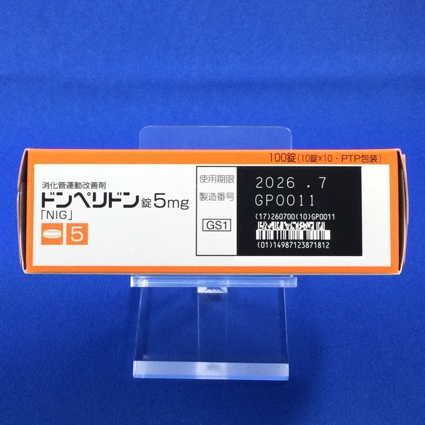 100錠(10錠×10・PTP包装)
消化管運動改善剤
ドンペリドン錠5mg
「NIG」
5
使用期限 2026.7
製造番号 GP0011
GS1
(17)260700(10)GP0011
(01)14987123871812